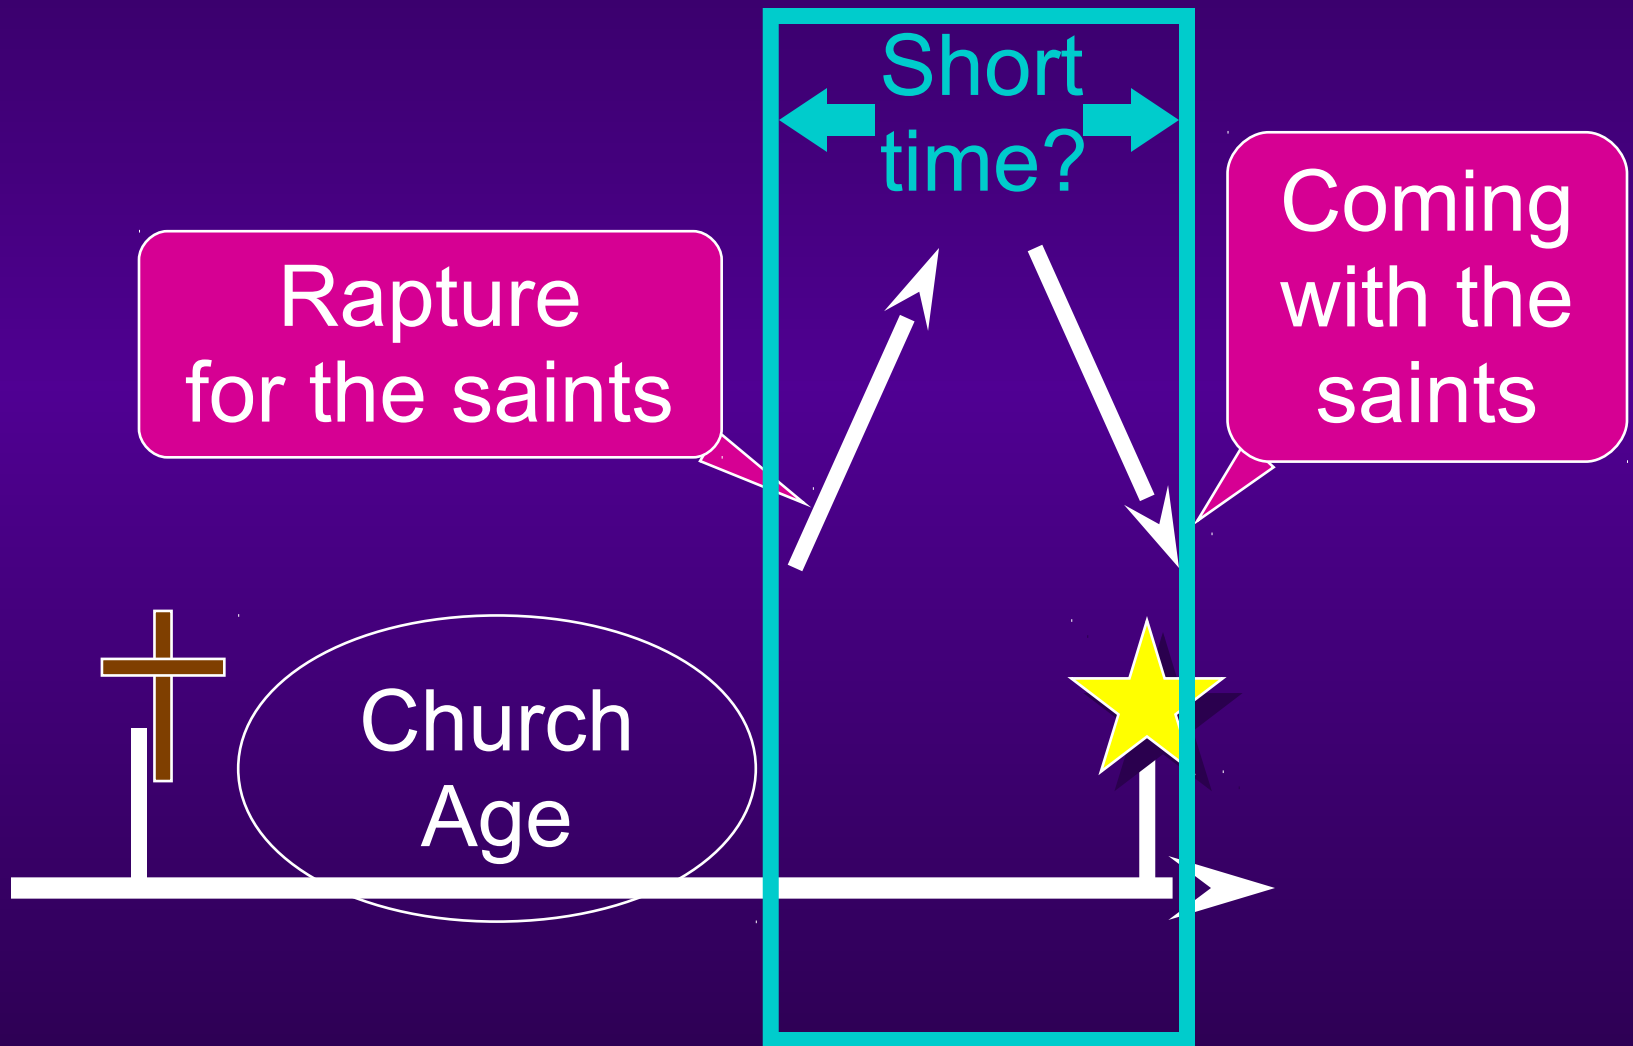 Short
time?
Rapture
for the saints
Coming
with the
saints
Church
Age